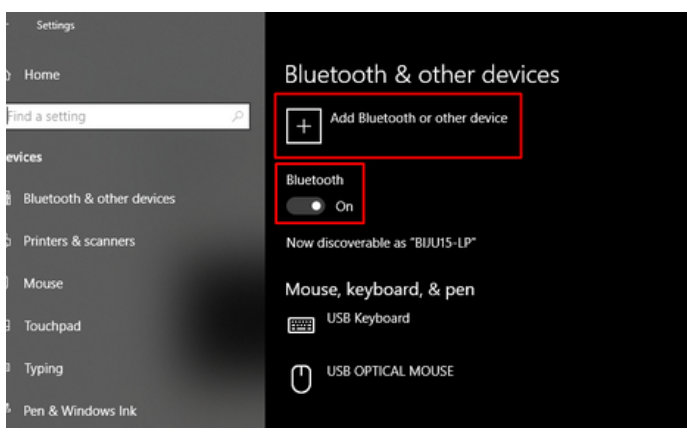 Settings
Home
Find a setting
evices
Bluetooth & other devices
Printers & scanners
Mouse
Touchpad
Typing
Pen & Windows Ink
Bluetooth & other devices
Add Bluetooth or other device
Bluetooth
On
Now discoverable as "BIJU15-LP"
Mouse, keyboard, & pen
USB Keyboard
USB OPTICAL MOUSE